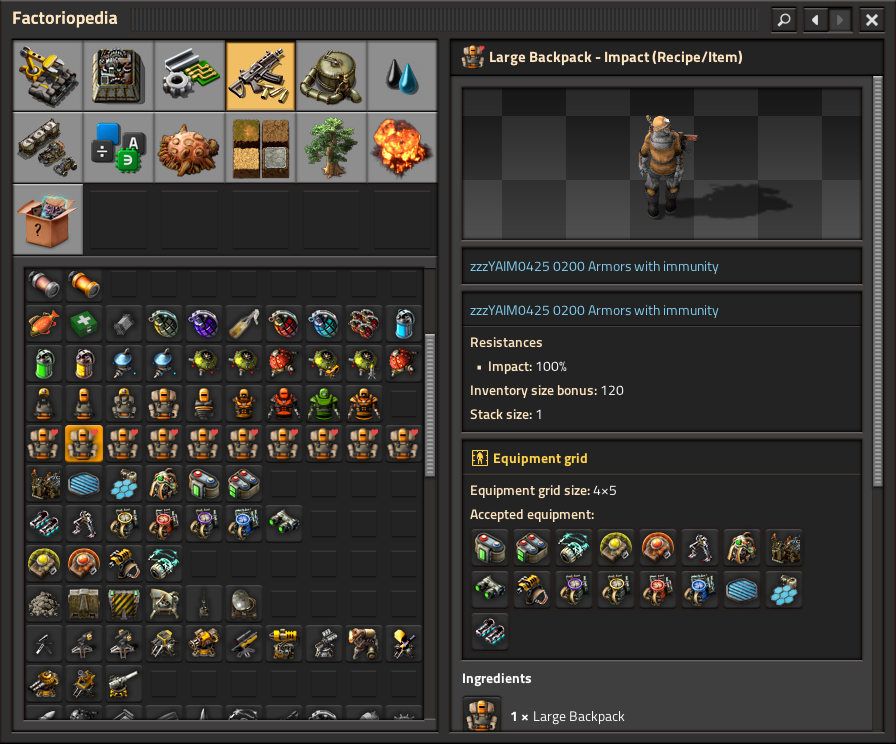 Factoriopedia
Large Backpack - Impact (Recipe/Item)
÷ A
?
zzzYAIM0425 0200 Armors with immunity
zzzYAIM0425 0200 Armors with immunity
Resistances
• Impact: 100%
Inventory size bonus: 120
Stack size: 1
Equipment grid
Equipment grid size: 4×5
Accepted equipment:
Ingredients
1 × Large Backpack